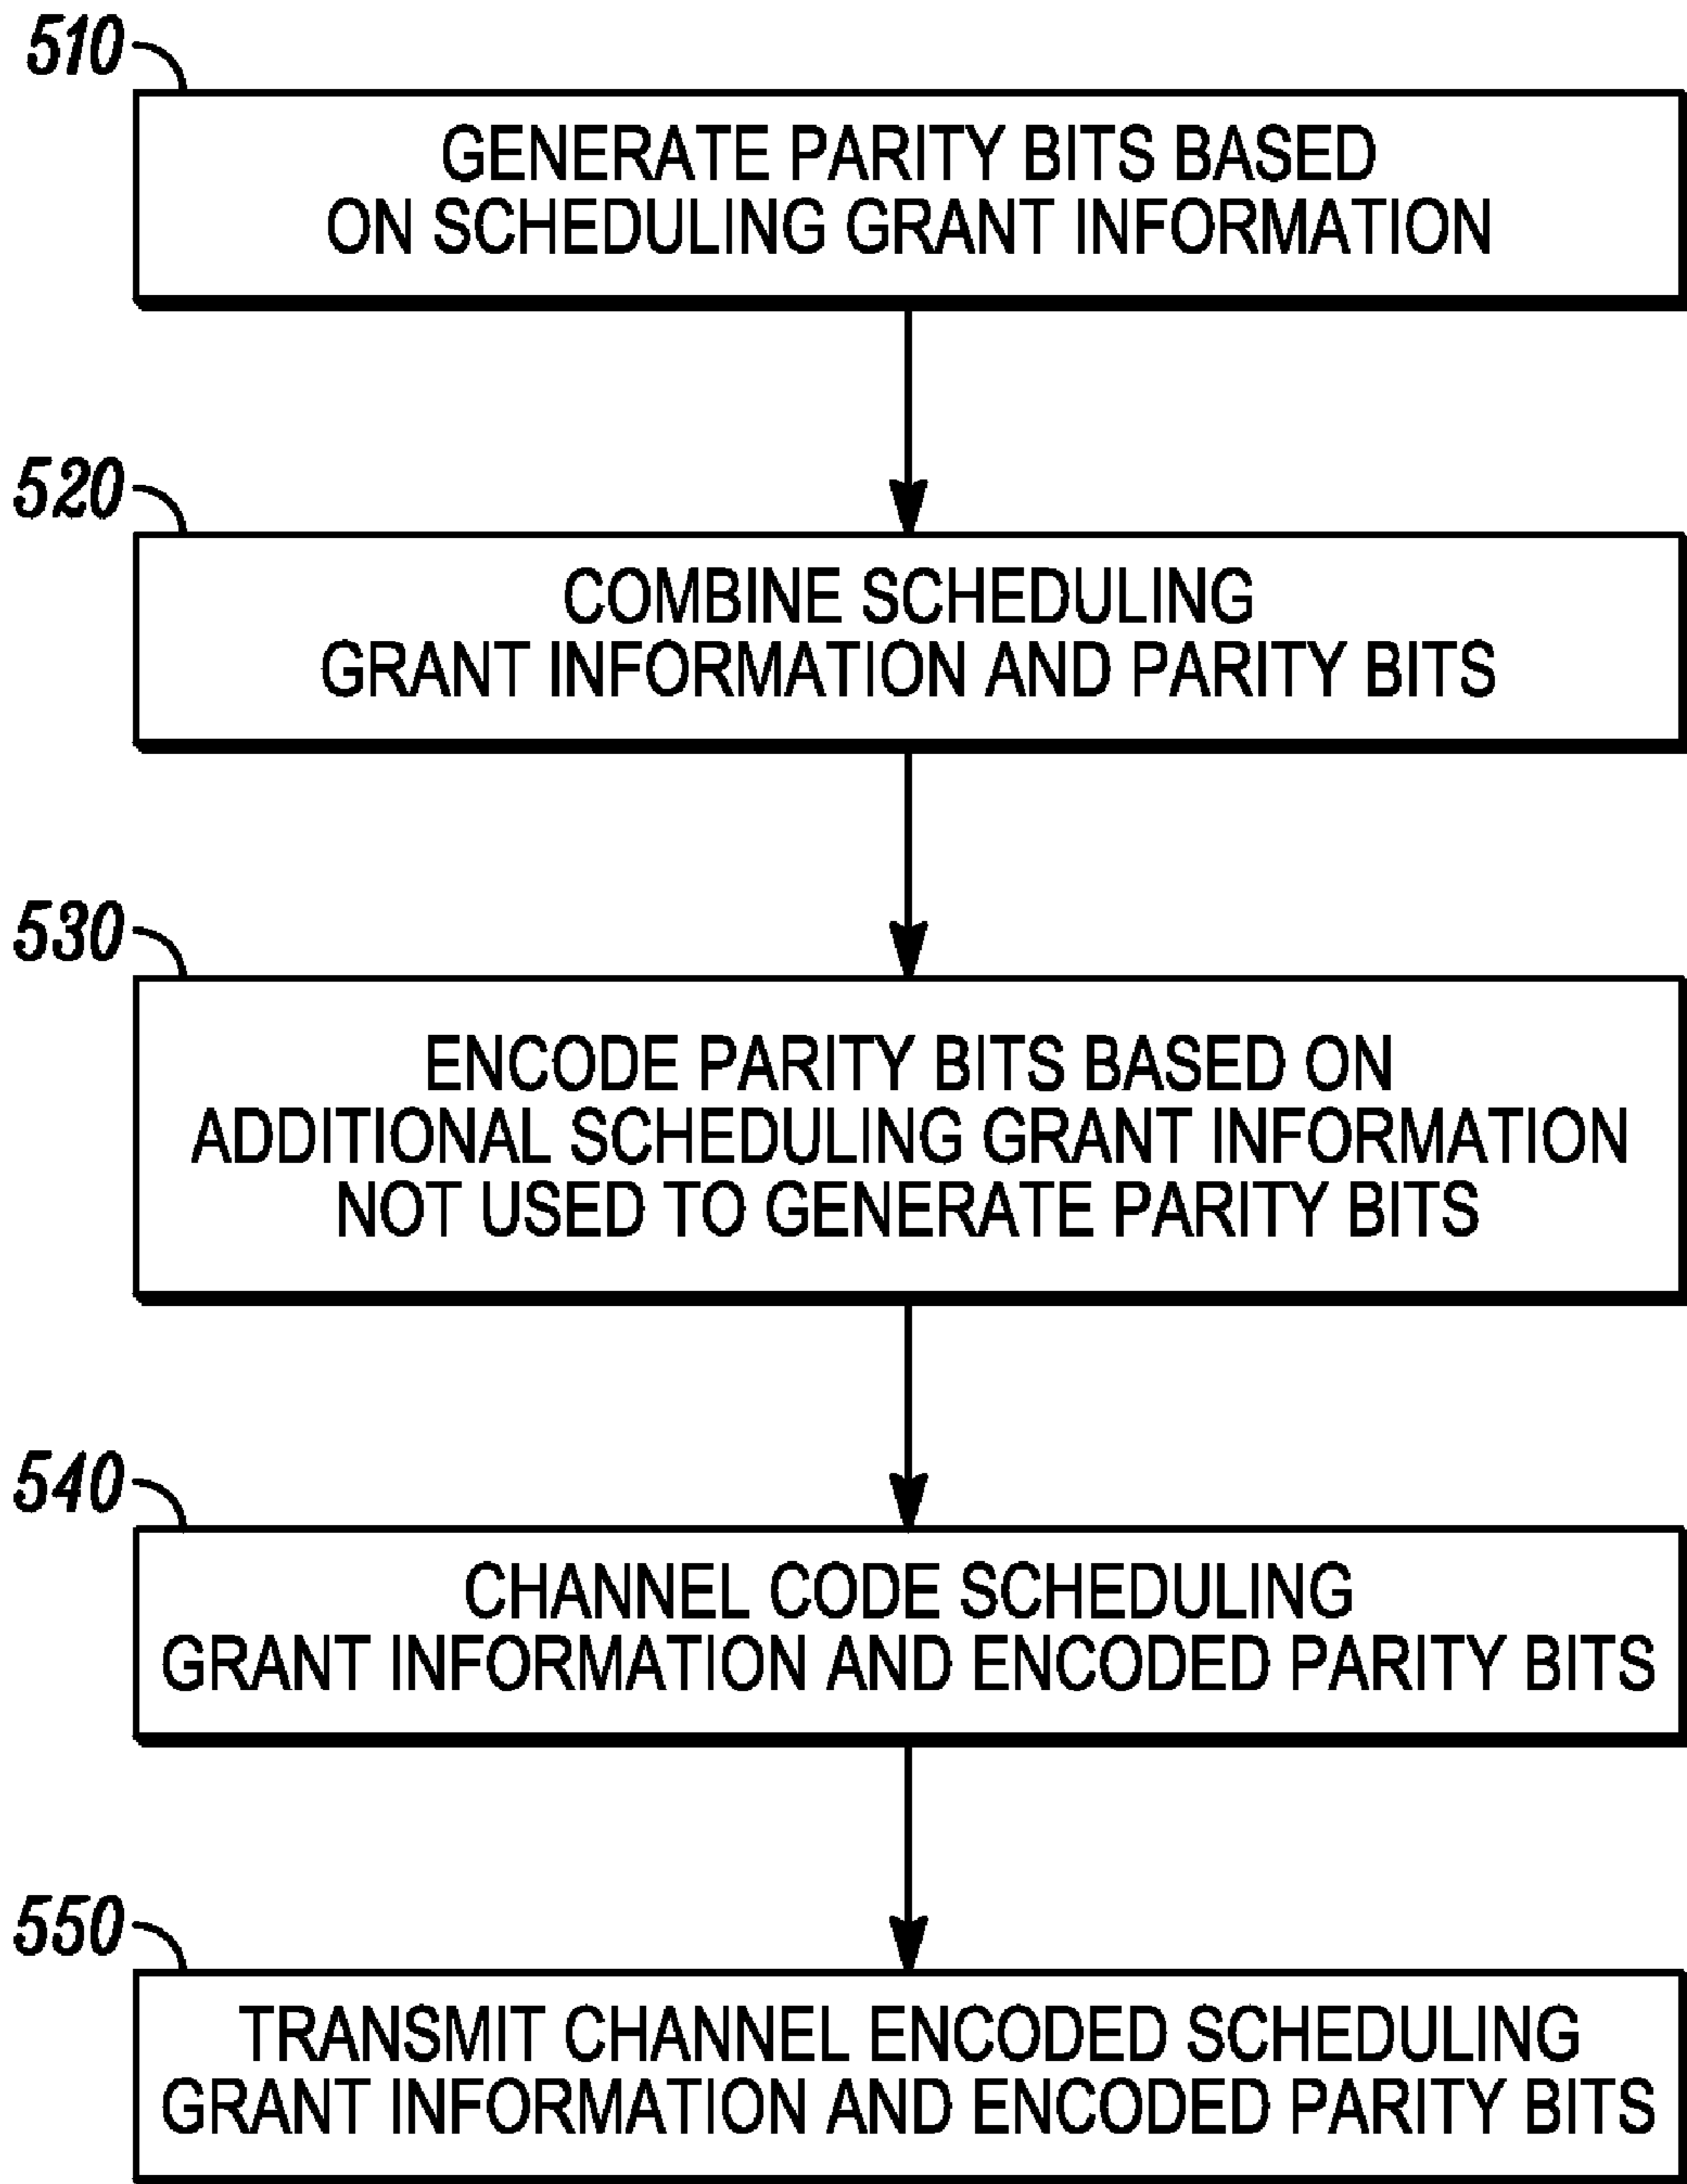 510
GENERATE PARITY BITS BASED
ON SCHEDULING GRANT INFORMATION
520
COMBINE SCHEDULING
GRANT INFORMATION AND PARITY BITS
530
ENCODE PARITY BITS BASED ON
ADDITIONAL SCHEDULING GRANT INFORMATION
NOT USED TO GENERATE PARITY BITS
540
CHANNEL CODE SCHEDULING
GRANT INFORMATION AND ENCODED PARITY BITS
550
TRANSMIT CHANNEL ENCODED SCHEDULING
GRANT INFORMATION AND ENCODED PARITY BITS